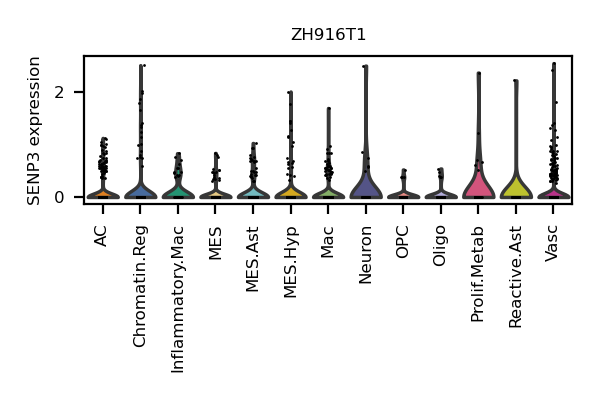 ZH916T1
SENP3 expression
2
0
AC
Chromatin.Reg
Inflammatory.Mac
MES
MES.Ast
MES.Hyp
Mac
Neuron
OPC
Oligo
Prolif.Metab
Reactive.Ast
Vasc